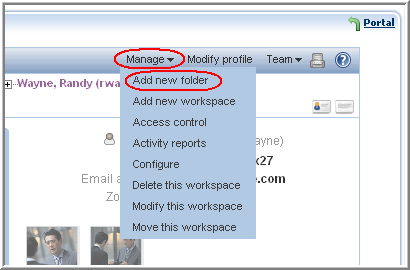 Portal
Manage Modify profile Team
Wayne, Randy (rwa
Add new folder
Add new workspace
Access control
Activity reports
Configure
Delete this workspace
Modify this workspace
Move this workspace
ayne)
x27
Email a
e.com
Zo